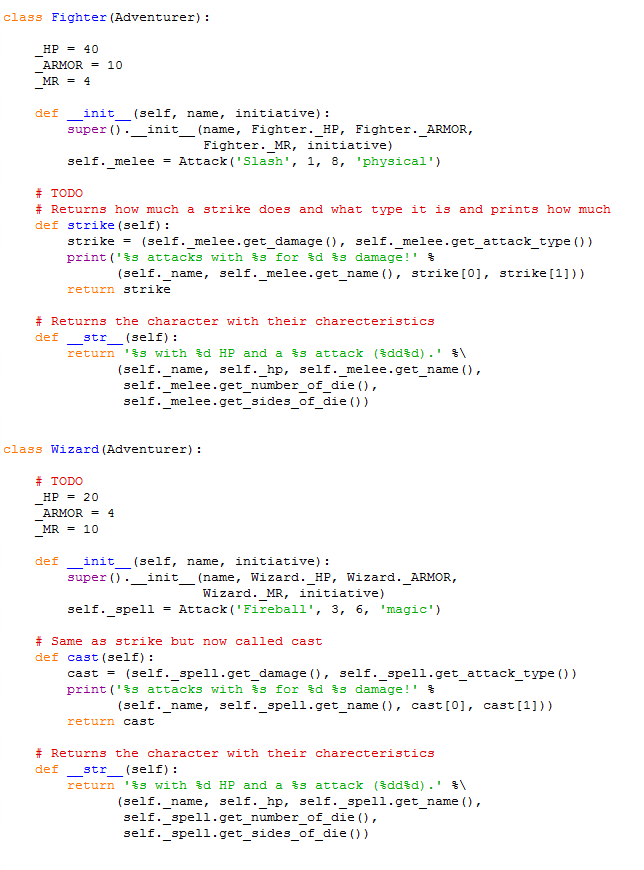 class Fighter(Adventurer):
    _HP = 40
    _ARMOR = 10
    _MR = 4
    def __init__(self, name, initiative):
        super().__init__(name, Fighter._HP, Fighter._ARMOR,
                         Fighter._MR, initiative)
        self._melee = Attack('Slash', 1, 8, 'physical')
    # TODO
    # Returns how much a strike does and what type it is and prints how much
    def strike(self):
        strike = (self._melee.get_damage(), self._melee.get_attack_type())
        print('%s attacks with %s for %d %s damage!' %
              (self._name, self._melee.get_name(), strike[0], strike[1]))
        return strike
    # Returns the character with their charecteristics
    def __str__(self):
        return '%s with %d HP and a %s attack (%dd%d).' %\
              (self._name, self._hp, self._melee.get_name(),
               self._melee.get_number_of_die(),
               self._melee.get_sides_of_die())
class Wizard(Adventurer):
    # TODO
    _HP = 20
    _ARMOR = 4
    _MR = 10
    def __init__(self, name, initiative):
        super().__init__(name, Wizard._HP, Wizard._ARMOR,
                         Wizard._MR, initiative)
        self._spell = Attack('Fireball', 3, 6, 'magic')
    # Same as strike but now called cast
    def cast(self):
        cast = (self._spell.get_damage(), self._spell.get_attack_type())
        print('%s attacks with %s for %d %s damage!' %
              (self._name, self._spell.get_name(), cast[0], cast[1]))
        return cast
    # Returns the character with their charecteristics
    def __str__(self):
        return '%s with %d HP and a %s attack (%dd%d).' %\
              (self._name, self._hp, self._spell.get_name(),
               self._spell.get_number_of_die(),
               self._spell.get_sides_of_die())